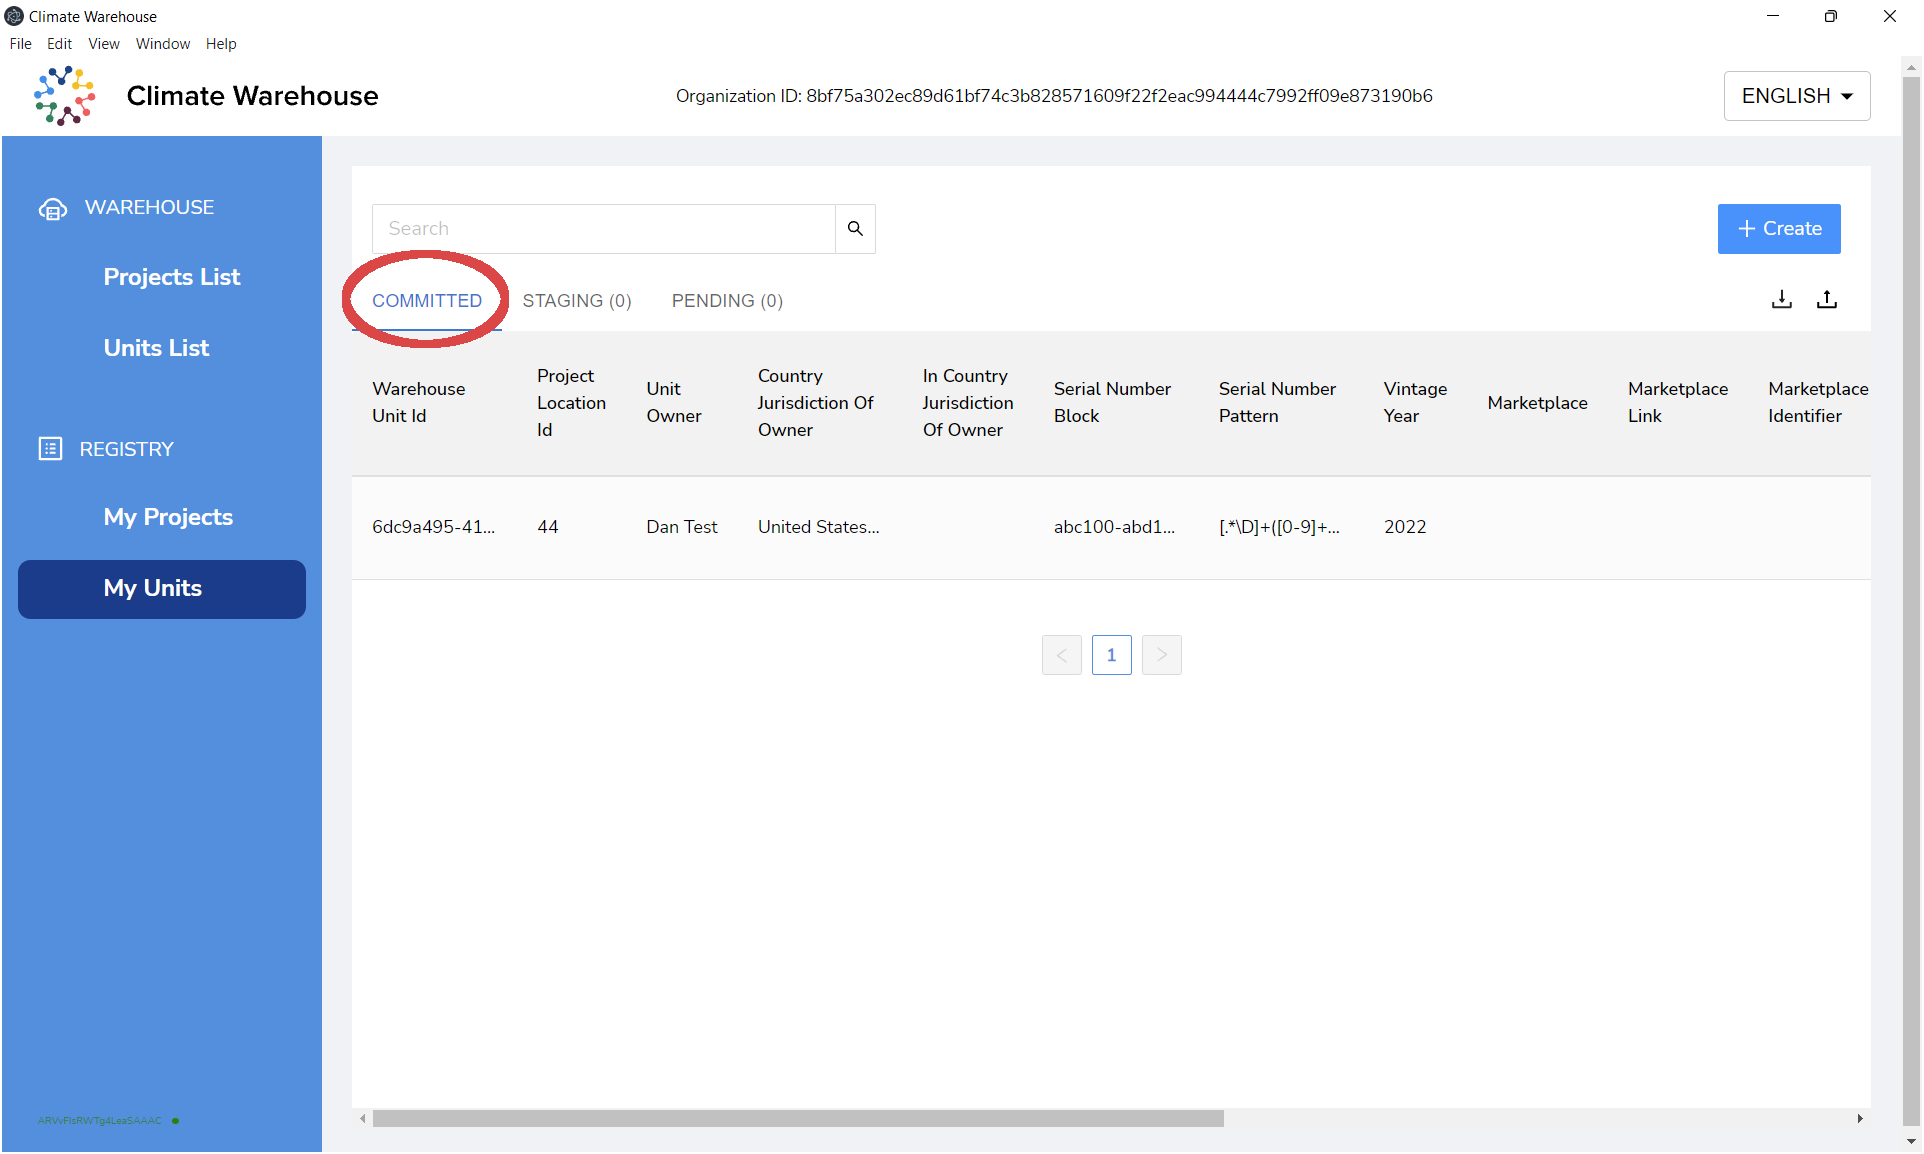 Climate Warehouse
File Edit View Window Help
Climate Warehouse
Organization ID: 8bf75a302ec89d61bf74c3b828571609f22f2eac994444c7992ff09e873190b6
ENGLISH
WAREHOUSE
Projects List
Units List
REGISTRY
My Projects
My Units
Search
+ Create
COMMITTED STAGING (0) PENDING (0)
Warehouse Unit Id
Project Location Id
Unit Owner
Country Jurisdiction Of Owner
In Country Jurisdiction Of Owner
Serial Number Block
Serial Number Pattern
Vintage Year
Marketplace
Marketplace Link
Marketplace Identifier
6dc9a495-41... 44 Dan Test United States... abc100-abd1... [.*\D]+([0-9]+... 2022
< 1 >